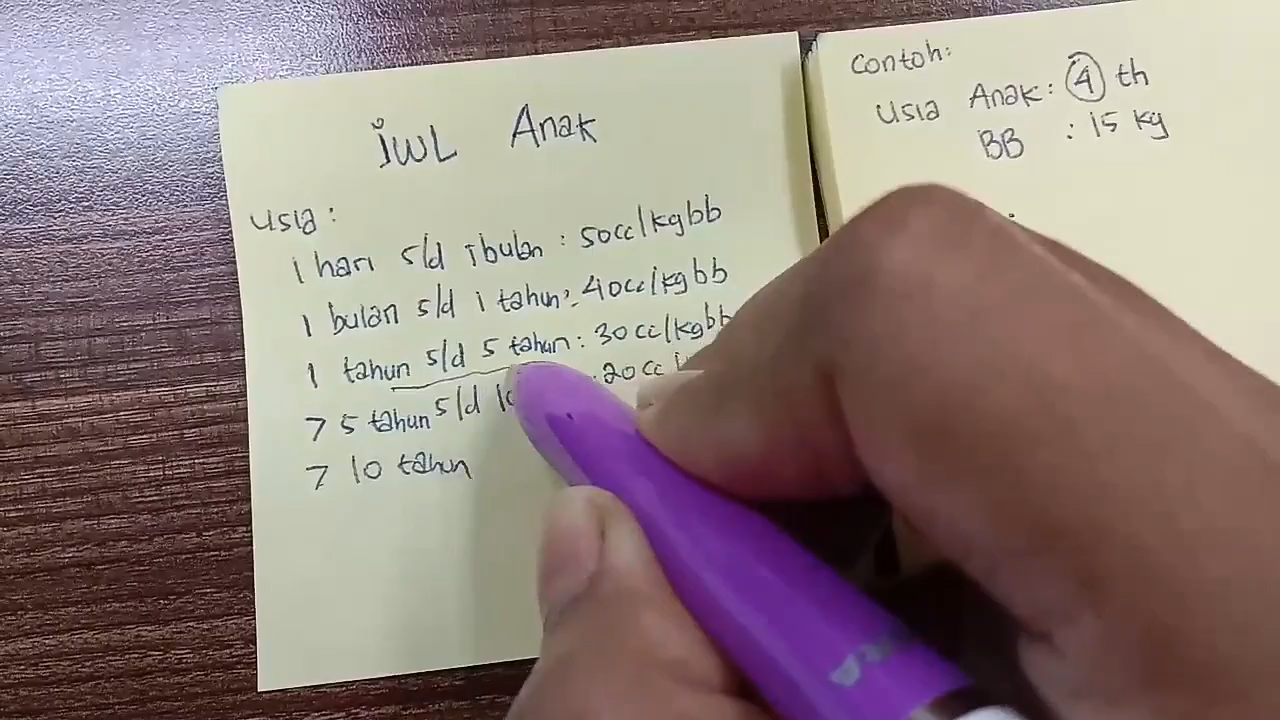 iWL Anak
Usia:
1 hari s/d 1 bulan : 50cc/kgbb
1 bulan s/d 1 tahun: 40cc/kgbb
1 tahun s/d 5 tahun: 30cc/kgbb
> 5 tahun s/d 20cc
> 10 tahun
Contoh:
Usia Anak: 4 th
BB : 15 kg